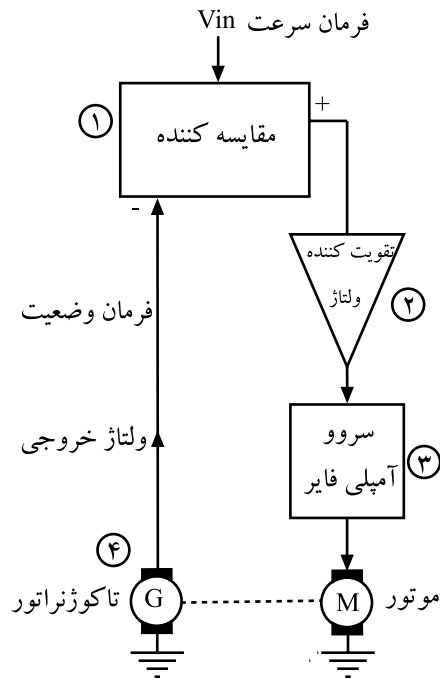 فرمان سرعت Vin
۱
مقایسه کننده
+
-
تقویت کننده
ولتاژ
۲
فرمان وضعیت
سروو
آمپلی فایر
۳
ولتاژ خروجی
۴
تاکوژنراتور
G
M
موتور